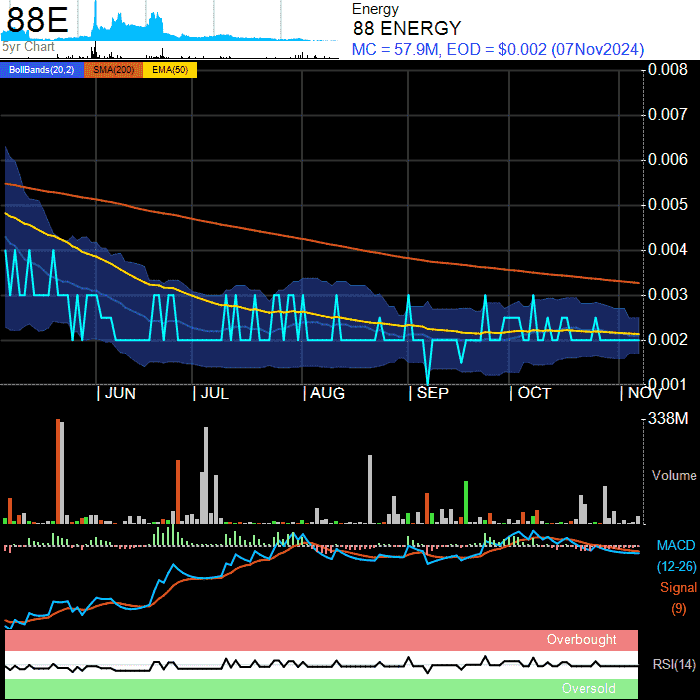 88E
5yr Chart
Energy
88 ENERGY
MC = 57.9M, EOD = $0.002 (07Nov2024)
BollBands(20,2) SMA(200) EMA(50)
0.008
0.007
0.006
0.005
0.004
0.003
0.002
0.001
JUN JUL AUG SEP OCT NOV
338M
Volume
MACD
(12-26)
Signal
(9)
Overbought
RSI(14)
Oversold